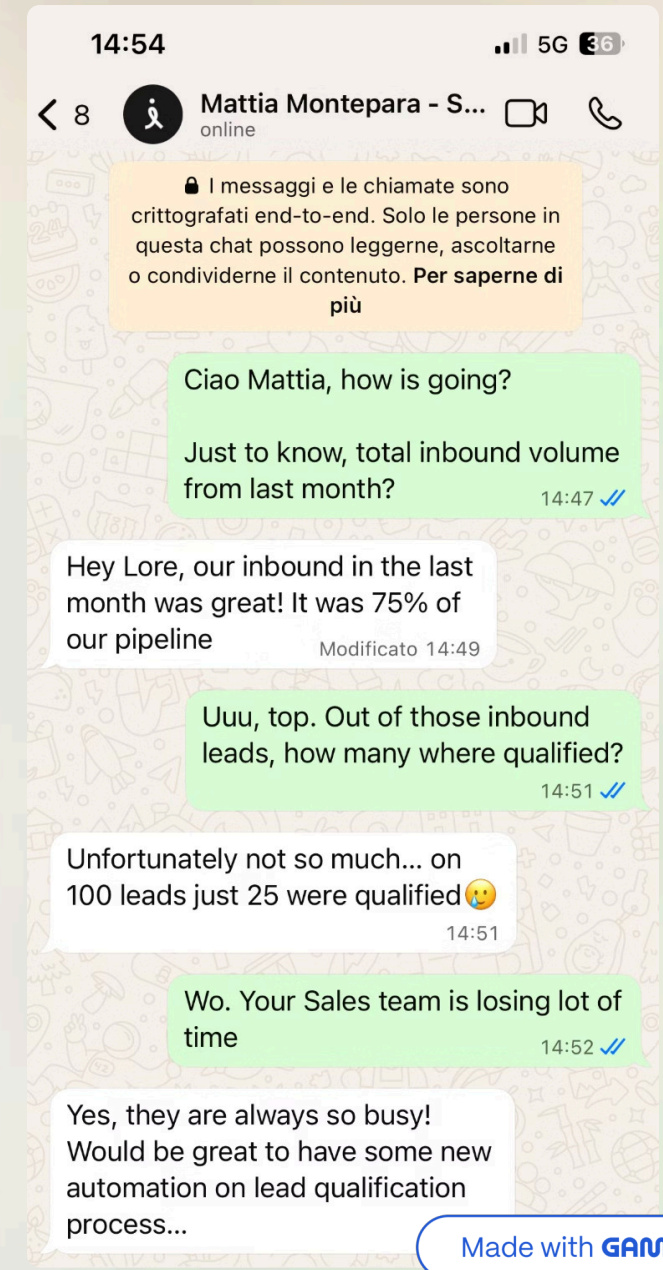 14:54
5G 36
8
Mattia Montepara - S...
online
I messaggi e le chiamate sono
crittografati end-to-end. Solo le persone in
questa chat possono leggerne, ascoltarne
o condividerne il contenuto. Per saperne di
più
Ciao Mattia, how is going?
Just to know, total inbound volume
from last month?
14:47
Hey Lore, our inbound in the last
month was great! It was 75% of
our pipeline
Modificato 14:49
Uuu, top. Out of those inbound
leads, how many where qualified?
14:51
Unfortunately not so much... on
100 leads just 25 were qualified🥲
14:51
Wo. Your Sales team is losing lot of
time
14:52
Yes, they are always so busy!
Would be great to have some new
automation on lead qualification
process...
Made with